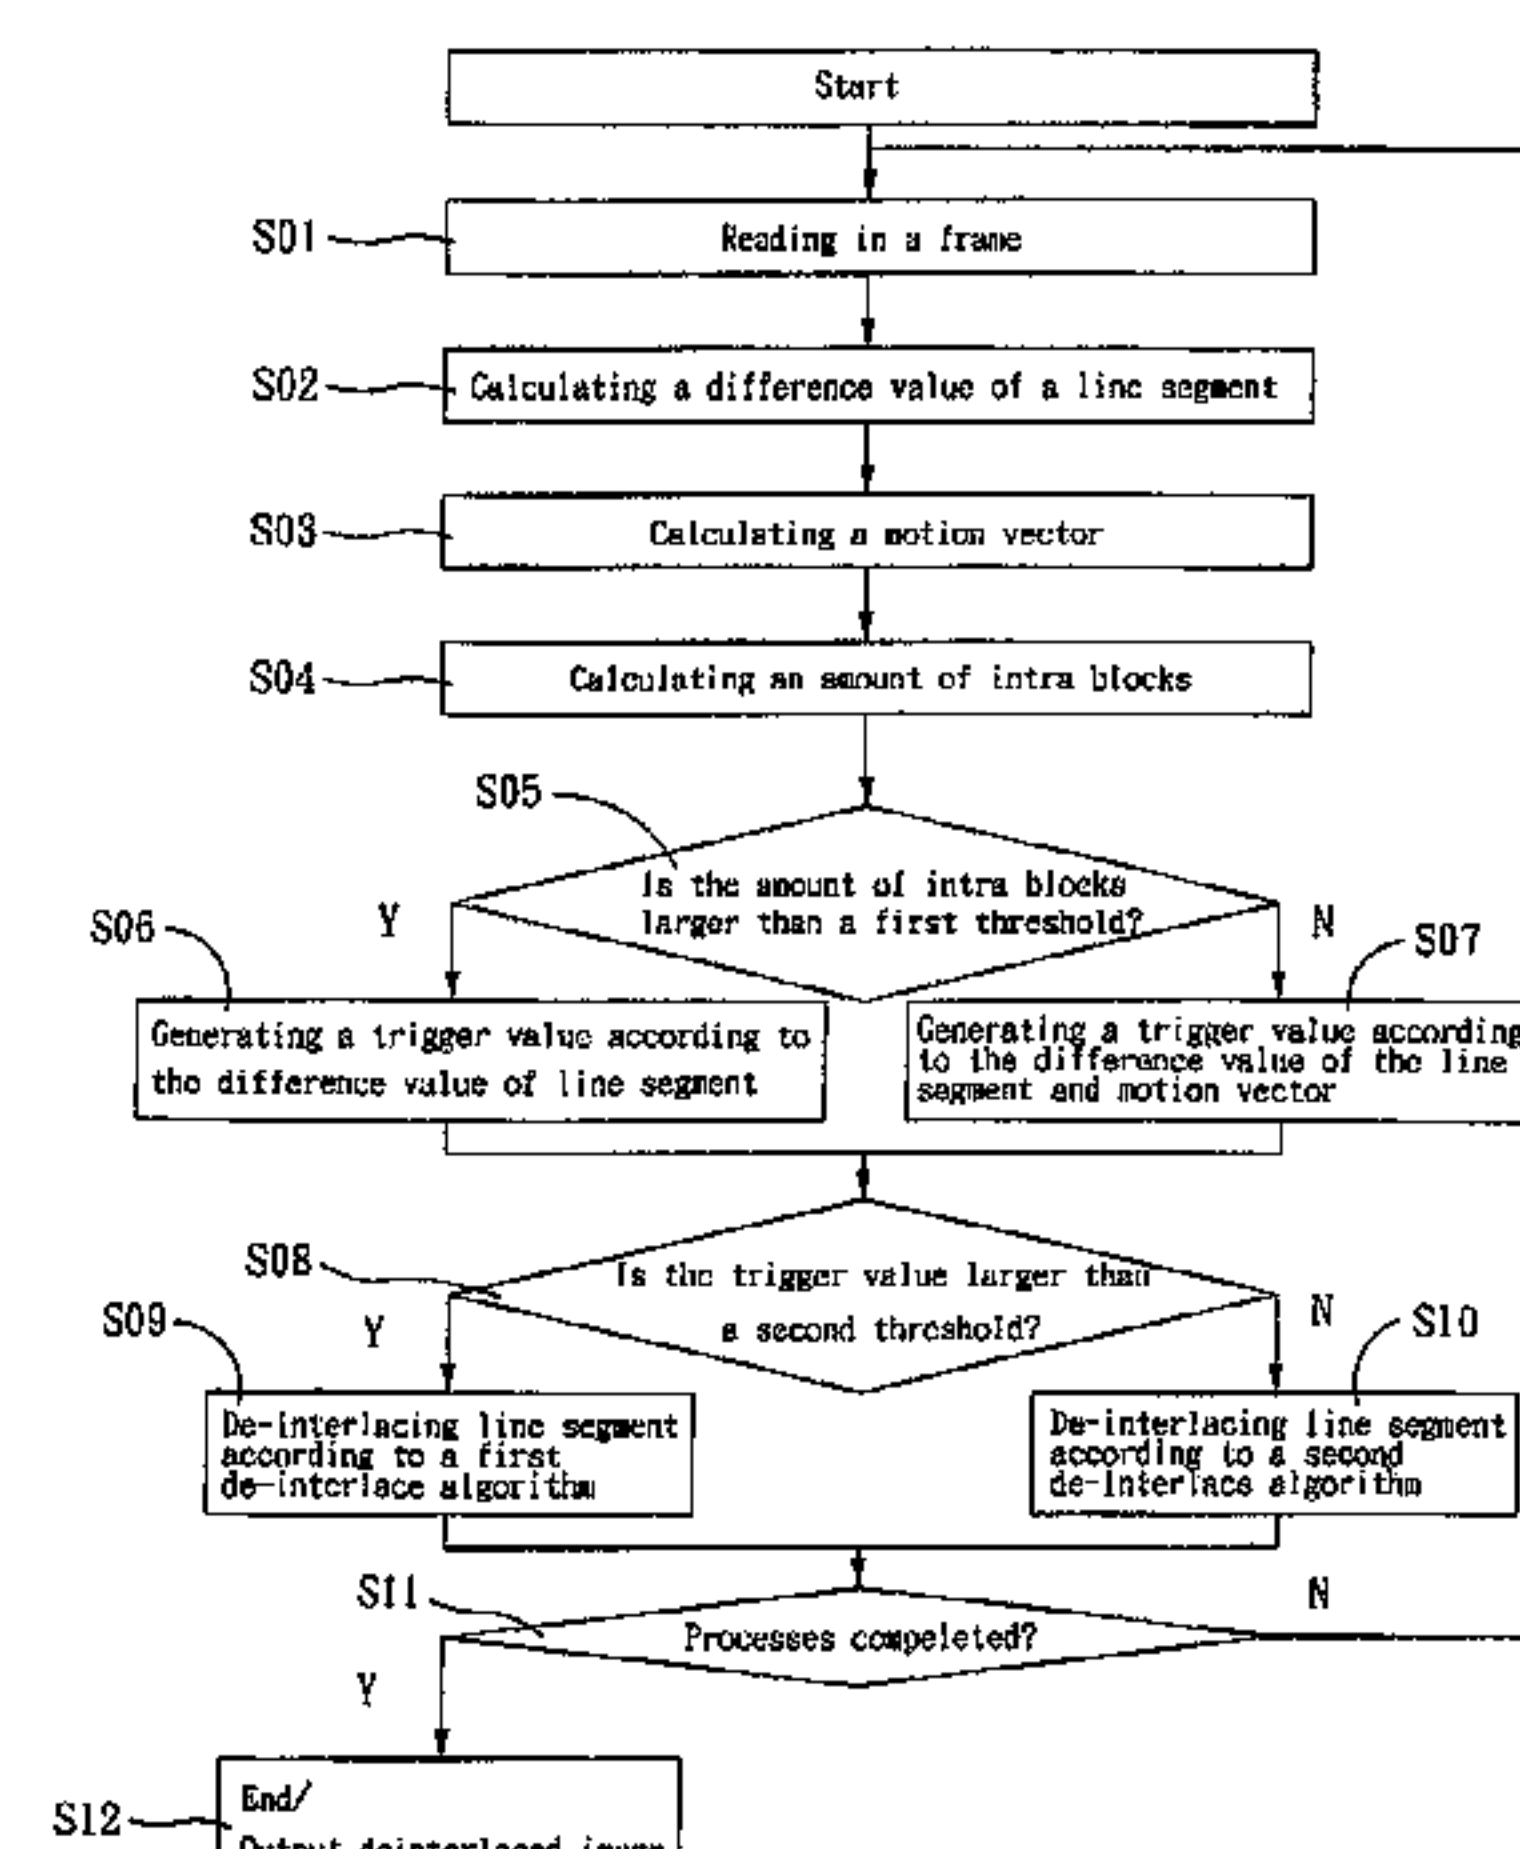 Start
S01
Reading in a frame
S02
Calculating a difference value of a line segment
S03
Calculating a motion vector
S04
Calculating an amount of intra blocks
S05
Is the amount of intra blocks
larger than a first threshold?
Y
N
S06
Generating a trigger value according to
the difference value of line segment
S07
Generating a trigger value according
to the difference value of the line
segment and motion vector
S08
Is the trigger value larger than
a second threshold?
Y
N
S09
De-interlacing line segment
according to a first
de-interlace algorithm
S10
De-interlacing line segment
according to a second
de-interlace algorithm
S11
Processes compeleted?
N
Y
S12
End/
Output deinterlaced